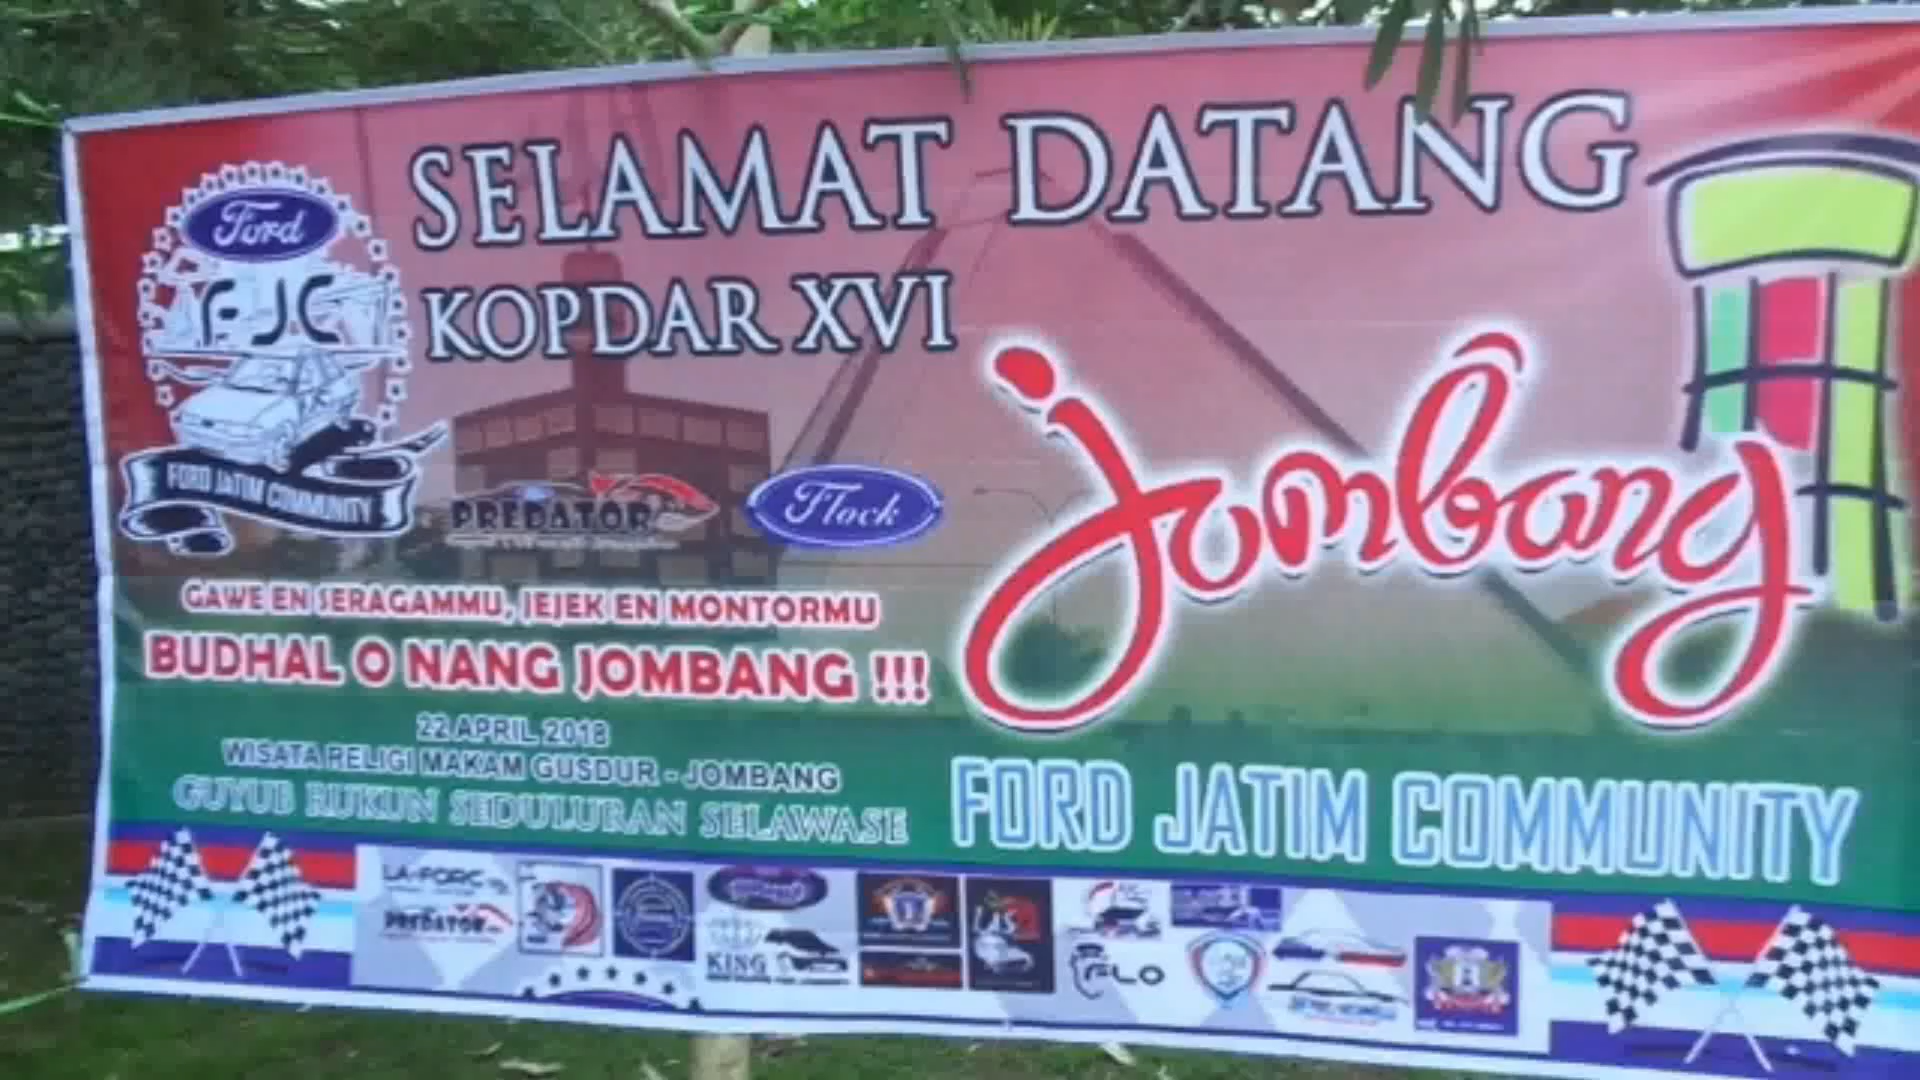 SELAMAT DATANG
KOPDAR XVI
Ford
FJC
FORD JATIM COMMUNITY
PREDATOR
Flock
jombang
GAWE EN SERAGAMMU, JEJEK EN MONTORMU
BUDHAL O NANG JOMBANG !!!
22 APRIL 2018
WISATA RELIGI MAKAM GUSDUR - JOMBANG
GUYUB RUKUN SEDULURAN SELAWASE
FORD JATIM COMMUNITY
LA-FORC
PREDATOR
KING
FLO